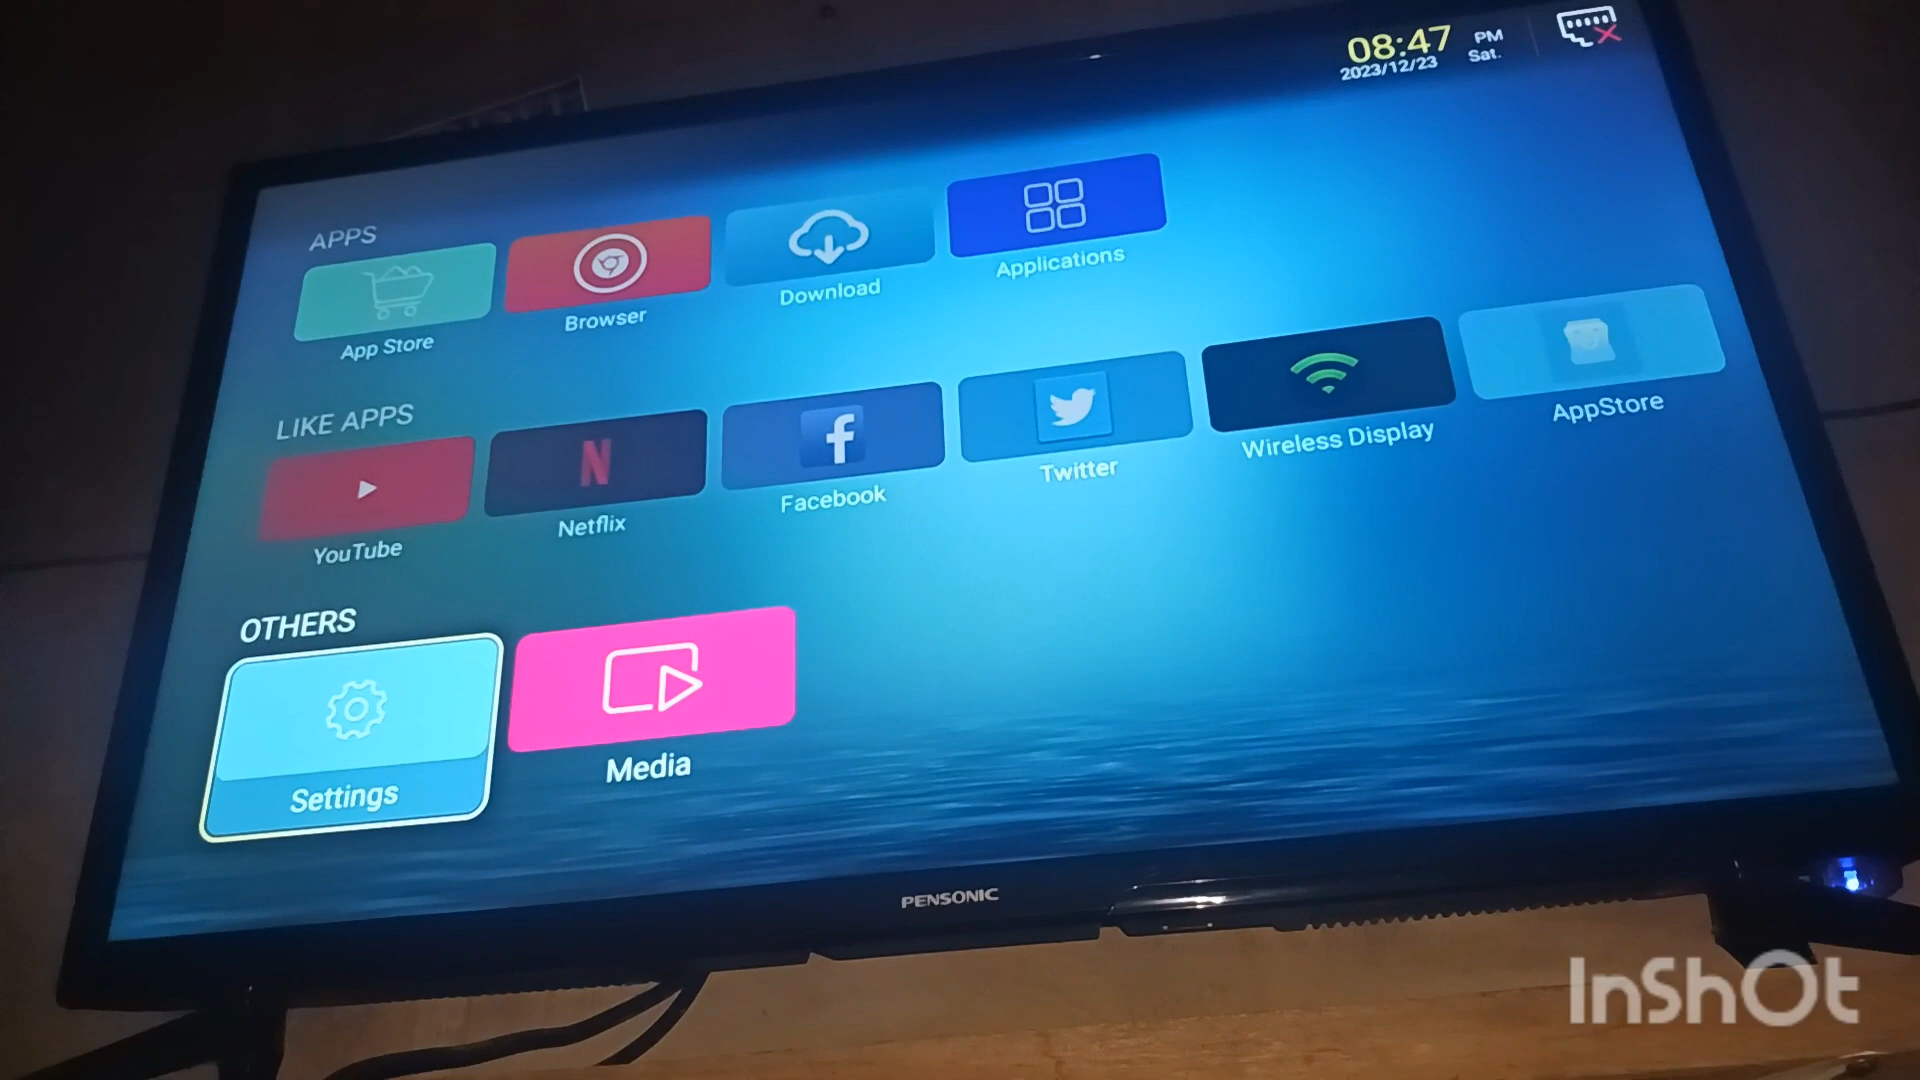 08:47 PM
2023/12/23 Sat.
APPS
App Store
Browser
Download
Applications
LIKE APPS
YouTube
Netflix
Facebook
Twitter
Wireless Display
AppStore
OTHERS
Settings
Media
PENSONIC
InShOt